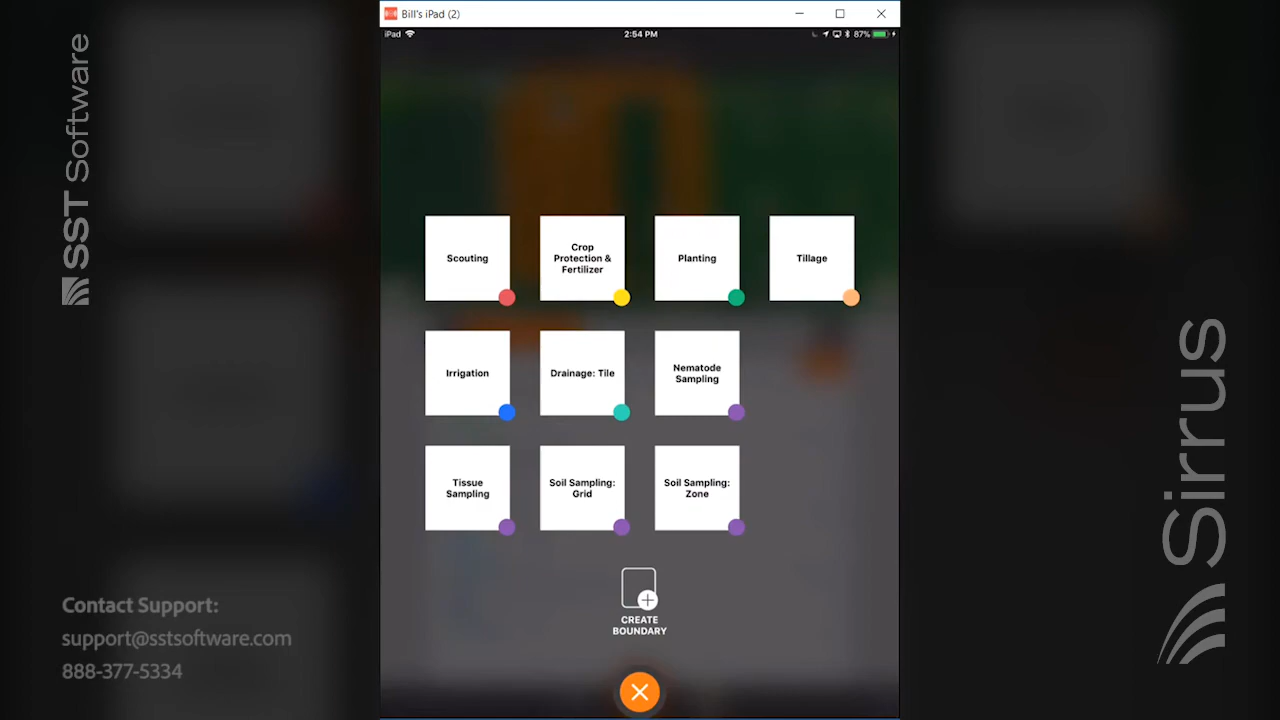 Bill's iPad (2)
iPad
2:54 PM
87%
SST Software
Scouting
Crop
Protection &
Fertilizer
Planting
Tillage
Irrigation
Drainage: Tile
Nematode
Sampling
Tissue
Sampling
Soil Sampling:
Grid
Soil Sampling:
Zone
CREATE
BOUNDARY
Contact Support:
support@sstsoftware.com
888-377-5334
Sirrus